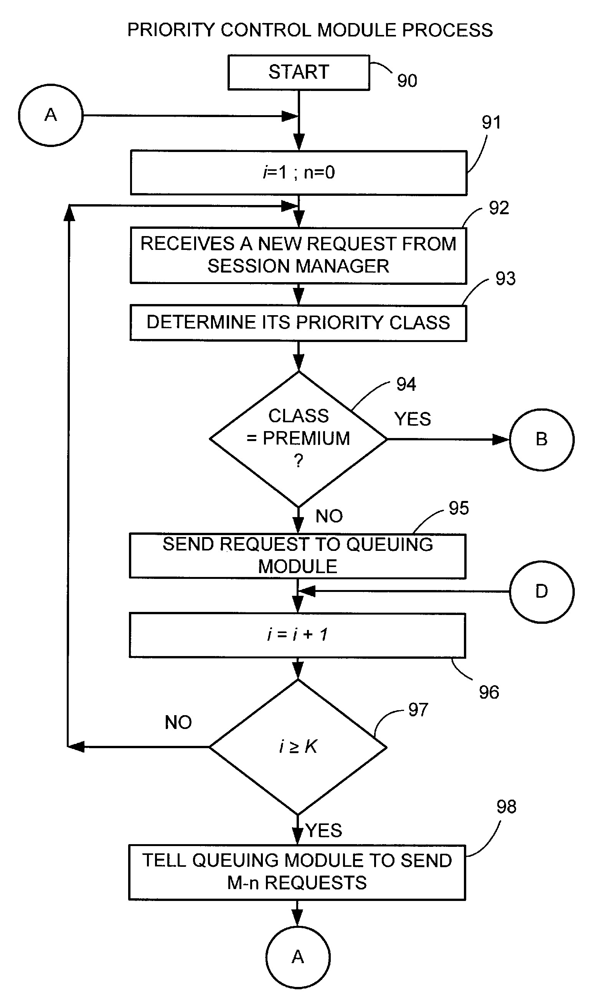 PRIORITY CONTROL MODULE PROCESS
START
90
A
91
i=1 ; n=0
92
RECEIVES A NEW REQUEST FROM
SESSION MANAGER
93
DETERMINE ITS PRIORITY CLASS
94
CLASS
= PREMIUM
?
YES
B
NO
95
SEND REQUEST TO QUEUING
MODULE
D
i = i + 1
96
97
NO
i ≥ K
98
YES
TELL QUEUING MODULE TO SEND
M-n REQUESTS
A